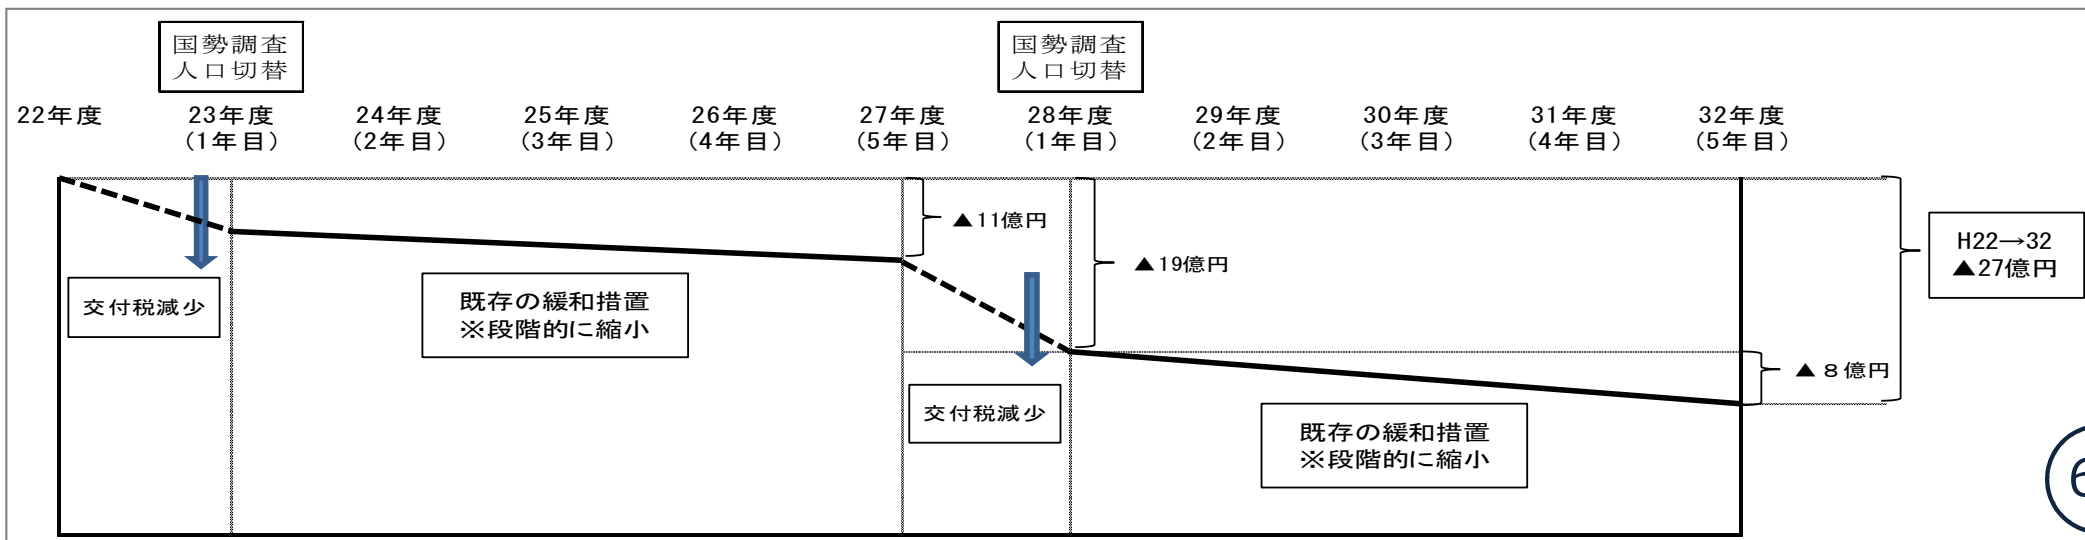 国勢調査
人口切替
国勢調査
人口切替
22年度
23年度
(1年目)
24年度
(2年目)
25年度
(3年目)
26年度
(4年目)
27年度
(5年目)
28年度
(1年目)
29年度
(2年目)
30年度
(3年目)
31年度
(4年目)
32年度
(5年目)
▲11億円
▲19億円
H22→32
▲27億円
交付税減少
既存の緩和措置
※段階的に縮小
▲8億円
交付税減少
既存の緩和措置
※段階的に縮小
6